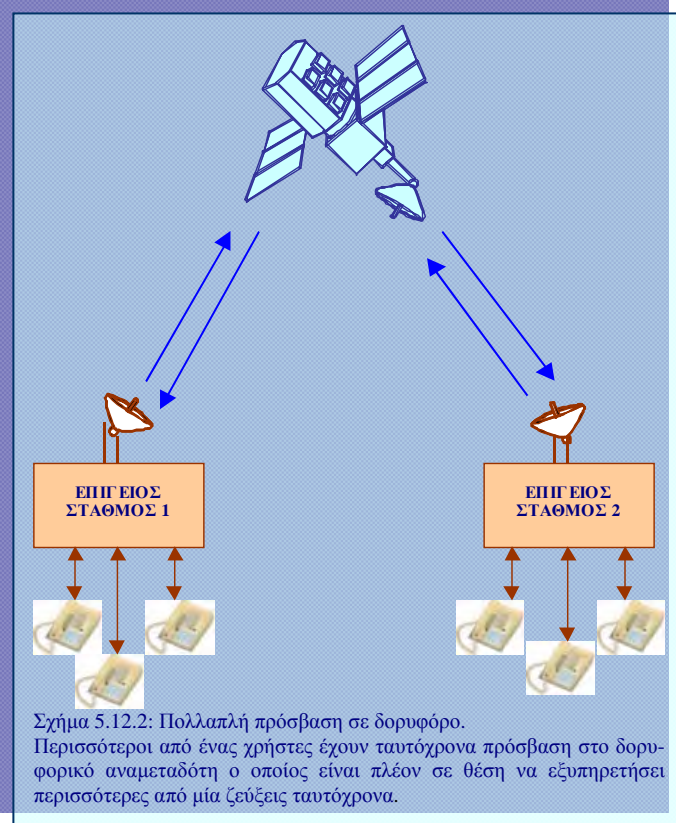 ΕΠΙΓΕΙΟΣ
ΣΤΑΘΜΟΣ 1
ΕΠΙΓΕΙΟΣ
ΣΤΑΘΜΟΣ 2
Σχήμα 5.12.2: Πολλαπλή πρόσβαση σε δορυφόρο.
Περισσότεροι από ένας χρήστες έχουν ταυτόχρονα πρόσβαση στο δορυ-
φορικό αναμεταδότη ο οποίος είναι πλέον σε θέση να εξυπηρετήσει
περισσότερες από μία ζεύξεις ταυτόχρονα.